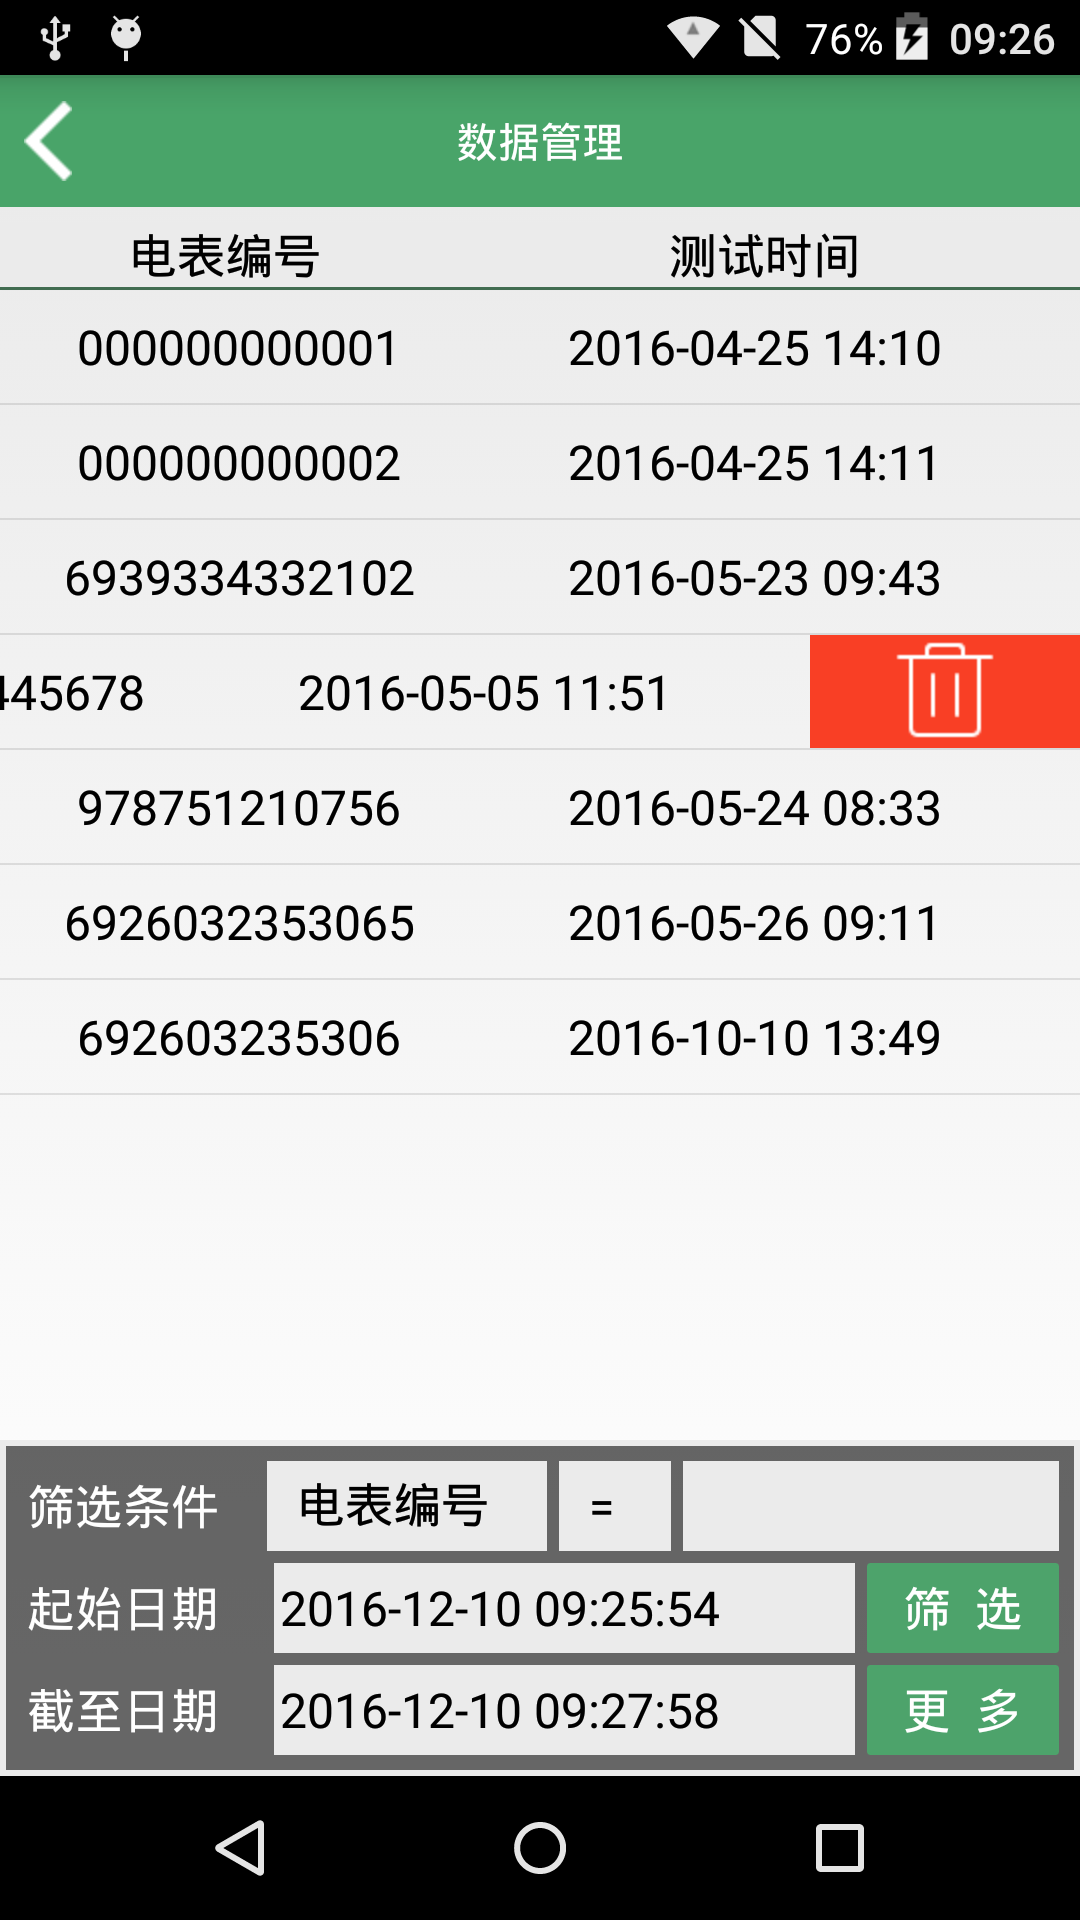 76% 09:26
数据管理
电表编号 测试时间
000000000001 2016-04-25 14:10
000000000002 2016-04-25 14:11
6939334332102 2016-05-23 09:43
445678 2016-05-05 11:51
978751210756 2016-05-24 08:33
6926032353065 2016-05-26 09:11
692603235306 2016-10-10 13:49
筛选条件 电表编号 =
起始日期 2016-12-10 09:25:54 筛 选
截至日期 2016-12-10 09:27:58 更 多